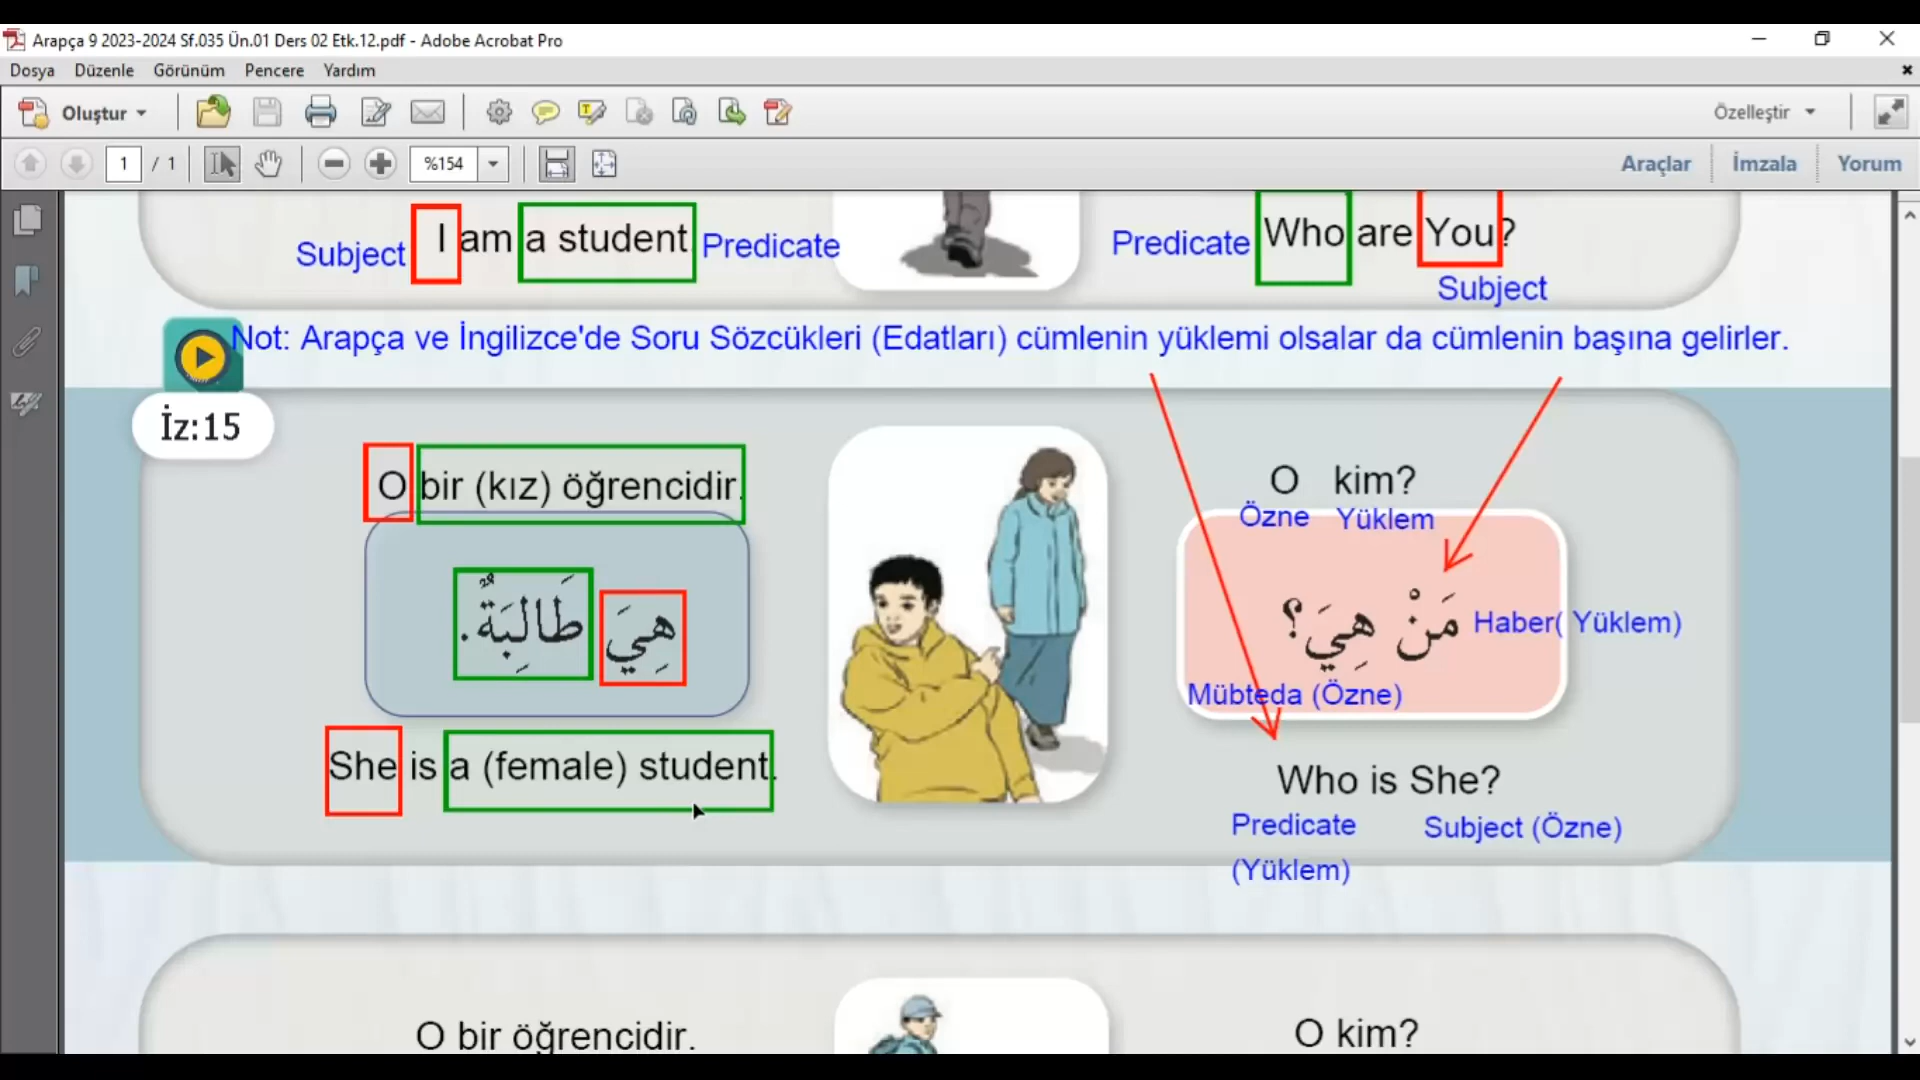 Arapça 9 2023-2024 Sf.035 Ün.01 Ders 02 Etk.12.pdf - Adobe Acrobat Pro
Dosya Düzenle Görünüm Pencere Yardım
Oluştur Özelleştir
1 / 1 %154 Araçlar İmzala Yorum
Subject I am a student Predicate
Predicate Who are You?
Subject
Not: Arapça ve İngilizce'de Soru Sözcükleri (Edatları) cümlenin yüklemi olsalar da cümlenin başına gelirler.
İz:15
O bir (kız) öğrencidir.
هِيَ طَالِبَةٌ.
She is a (female) student.
O kim?
Özne Yüklem
مَنْ هِيَ؟
Haber( Yüklem)
Mübteda (Özne)
Who is She?
Predicate Subject (Özne)
(Yüklem)
O bir öğrencidir.
O kim?